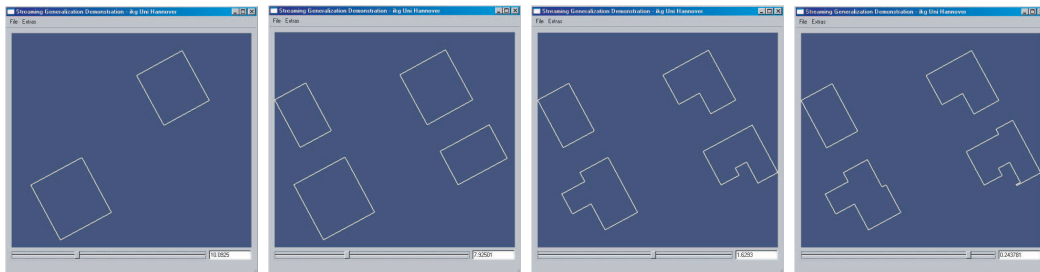 Streaming Generalization Demonstration - ikg Uni Hannover
File Extras
10.0925
Streaming Generalization Demonstration - ikg Uni Hannover
File Extras
7.92501
Streaming Generalization Demonstration - ikg Uni Hannover
File Extras
1.6293
Streaming Generalization Demonstration - ikg Uni Hannover
File Extras
0.243781